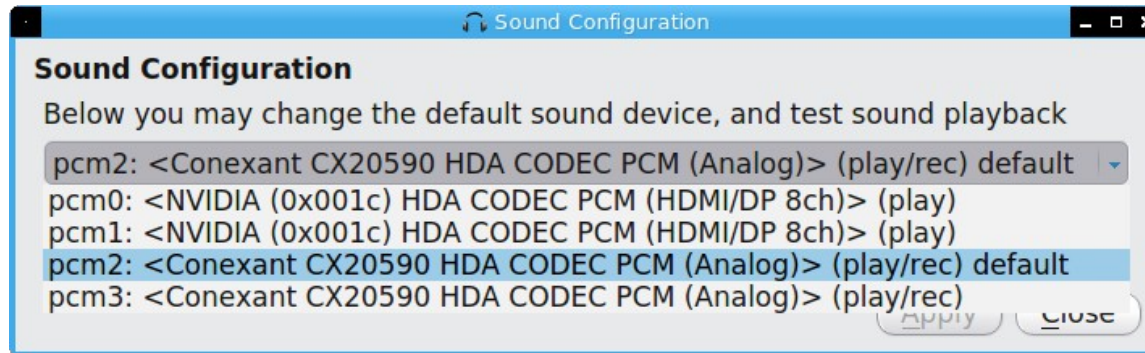 Sound Configuration
Sound Configuration
Below you may change the default sound device, and test sound playback
pcm2: <Conexant CX20590 HDA CODEC PCM (Analog)> (play/rec) default
pcm0: <NVIDIA (0x001c) HDA CODEC PCM (HDMI/DP 8ch)> (play)
pcm1: <NVIDIA (0x001c) HDA CODEC PCM (HDMI/DP 8ch)> (play)
pcm2: <Conexant CX20590 HDA CODEC PCM (Analog)> (play/rec) default
pcm3: <Conexant CX20590 HDA CODEC PCM (Analog)> (play/rec)
Apply Close